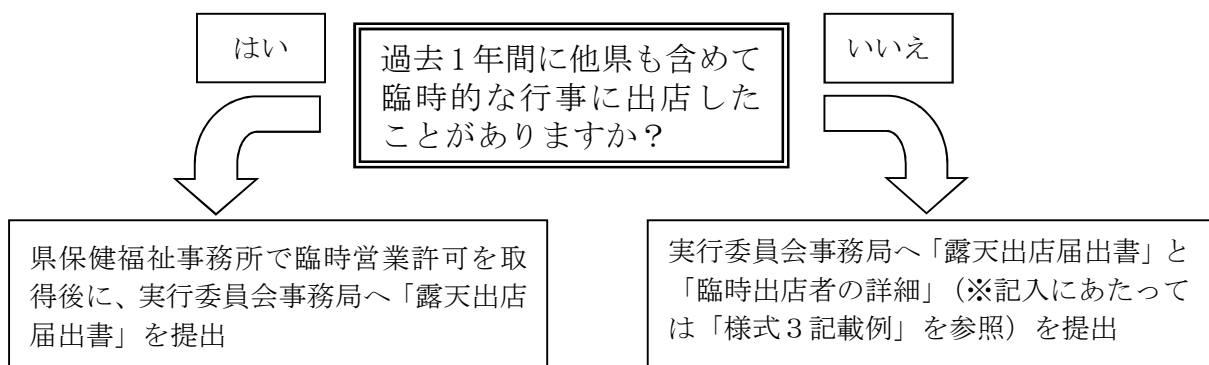 はい
過去1年間に他県も含めて
臨時的な行事に出店した
ことがありますか？
いいえ
県保健福祉事務所で臨時営業許可を取
得後に、実行委員会事務局へ「露天出店
届出書」を提出
実行委員会事務局へ「露天出店届出書」と
「臨時出店者の詳細」（※記入にあたって
は「様式３記載例」を参照）を提出